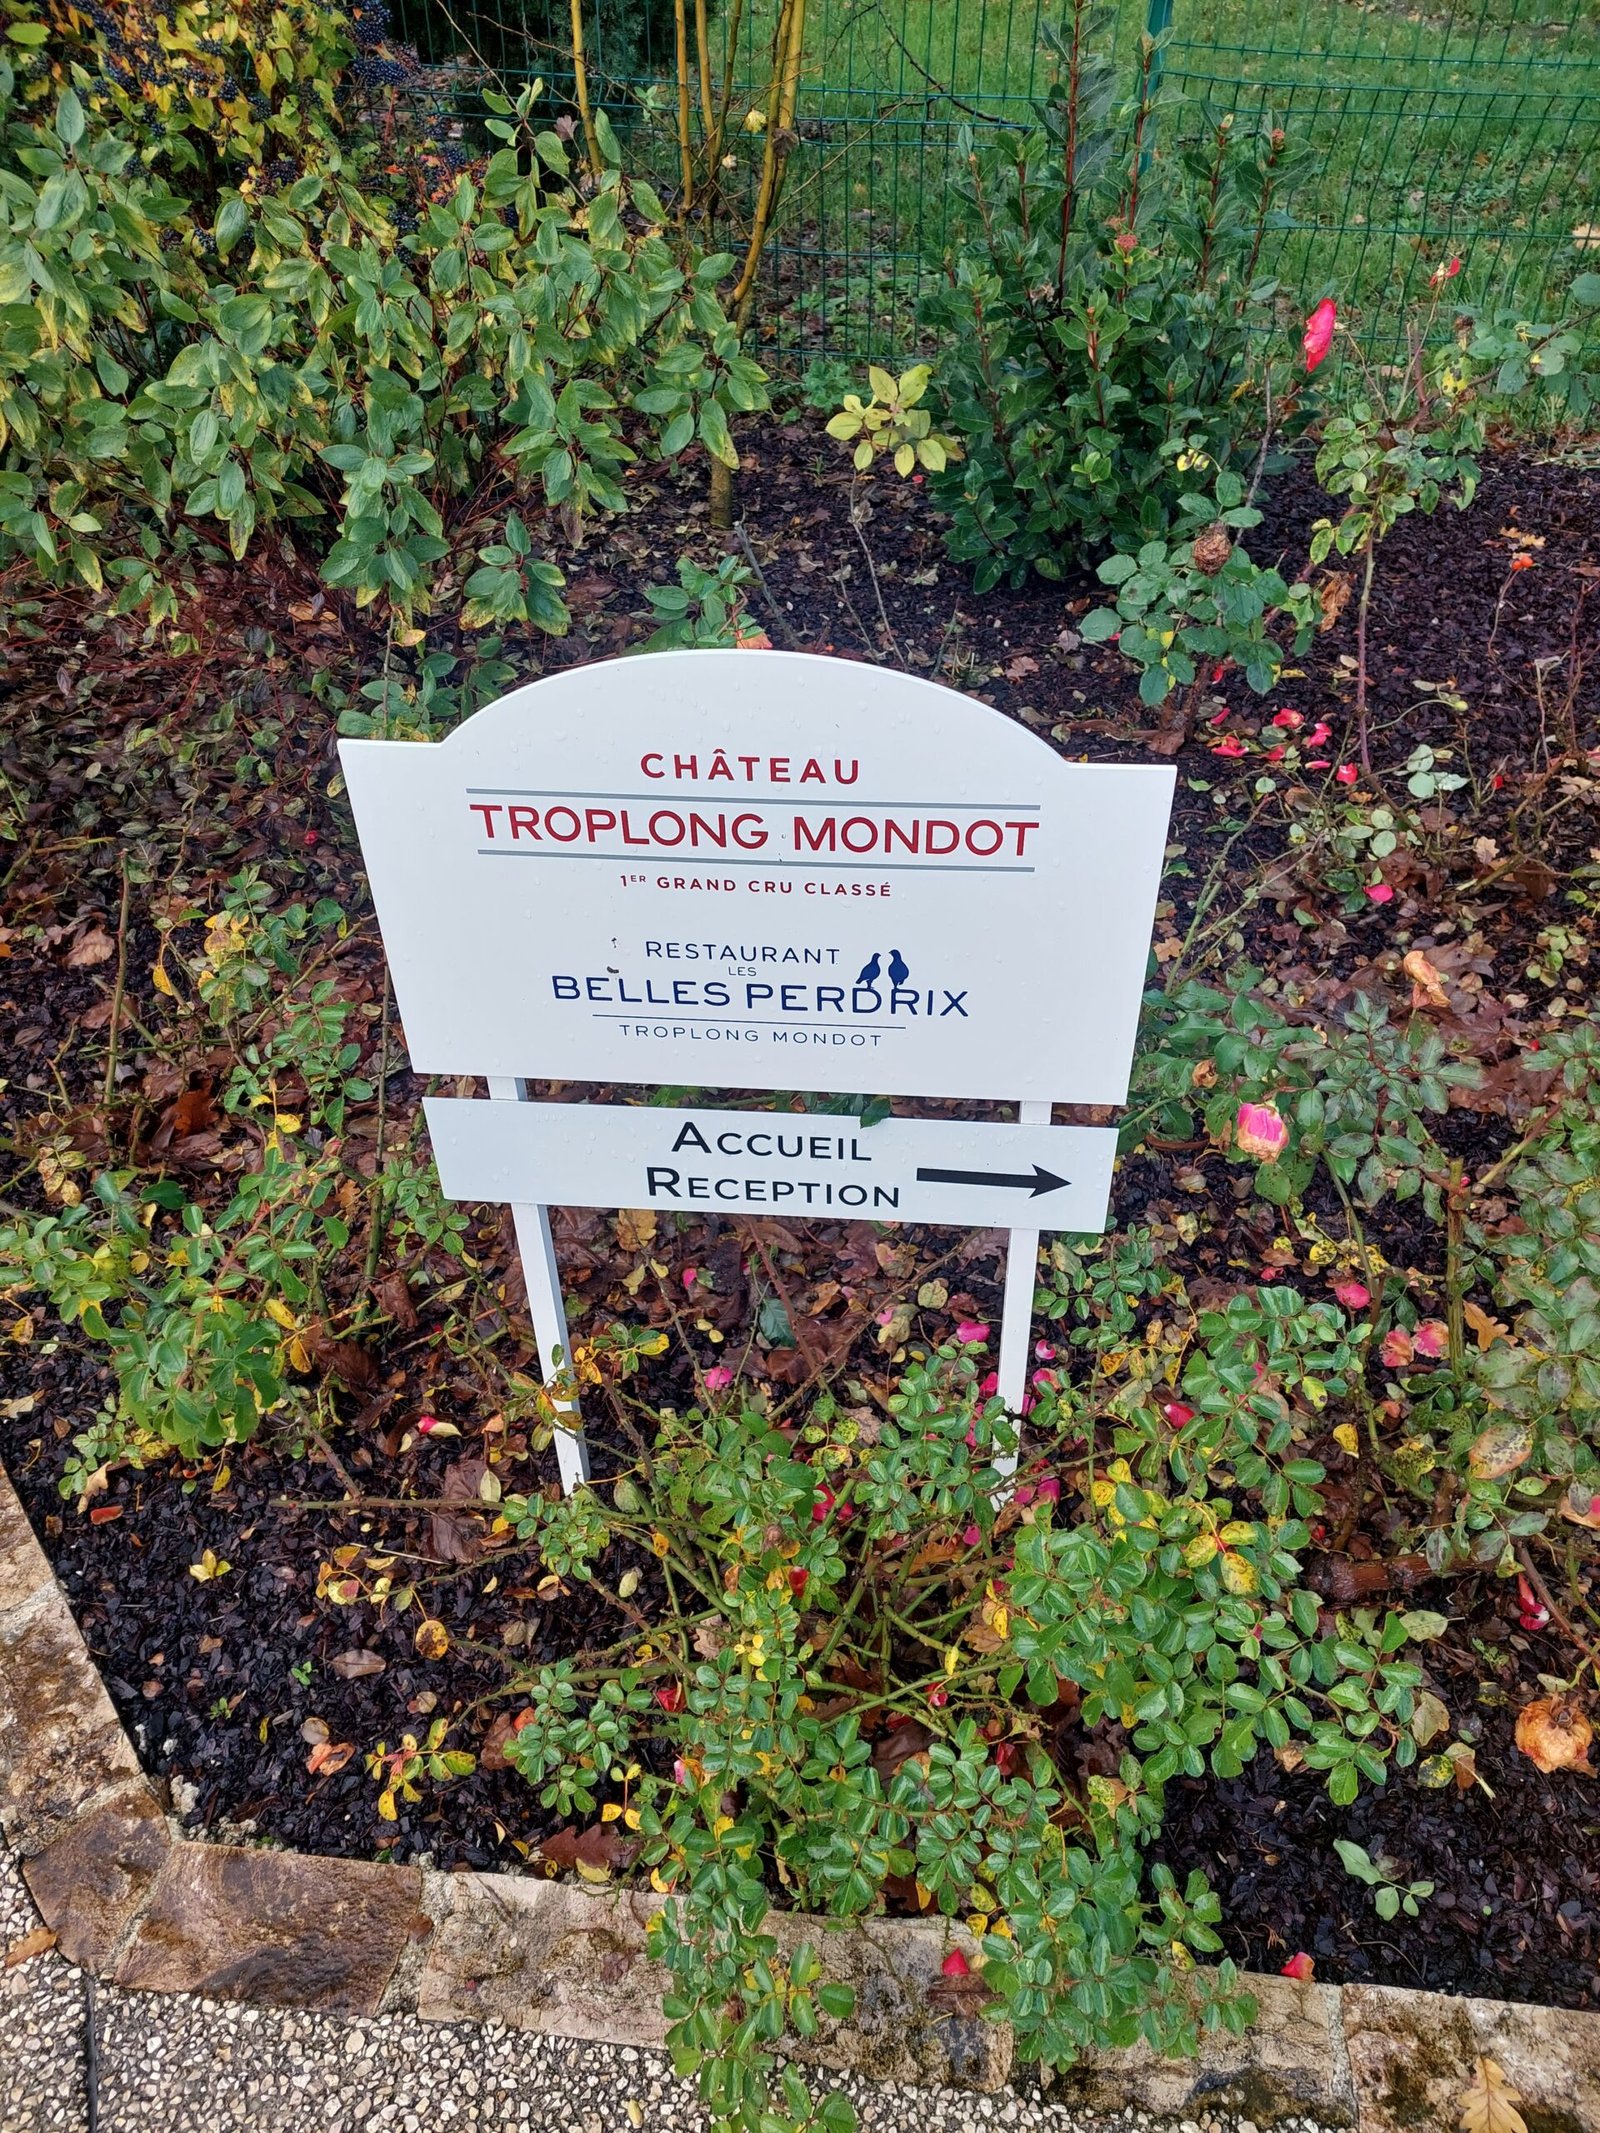 CHÂTEAU
TROPLONG MONDOT
1ER GRAND CRU CLASSÉ
RESTAURANT
LES
BELLES PERDRIX
TROPLONG MONDOT
ACCUEIL
RECEPTION